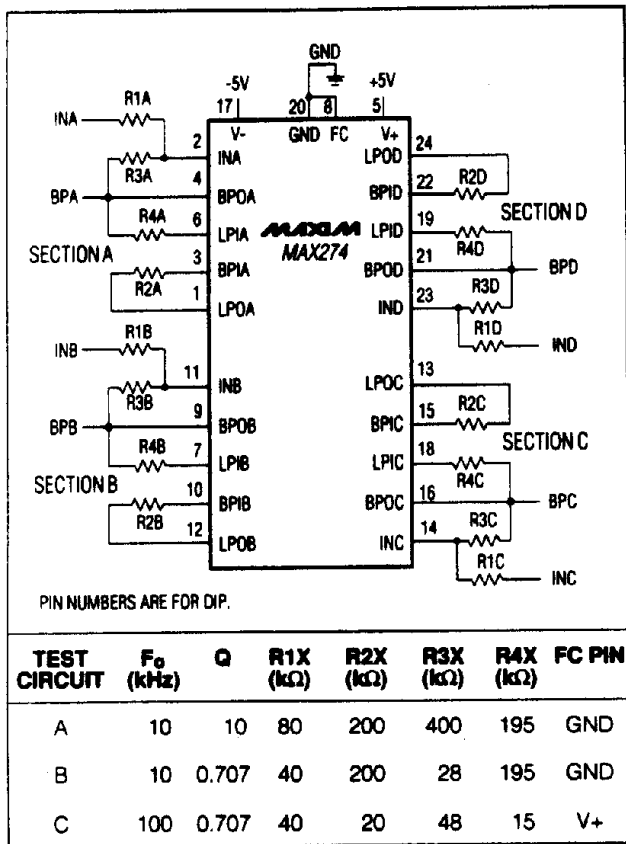 GND
-5V +5V
17 20 8 5
V- GND FC V+
INA R1A
2 INA
R3A
BPA 4 BPOA
R4A 6 LPIA
SECTION A
3 BPIA
R2A
1 LPOA
R1B
INB
11 INB
R3B
BPB 9 BPOB
R4B 7 LPIB
SECTION B
10 BPIB
R2B
12 LPOB
MAXIM
MAX274
LPOD 24
R2D
BPID 22
SECTION D
LPID 19
R4D
BPOD 21 BPD
R3D
IND 23
R1D
IND
LPOC 13
R2C
BPIC 15
SECTION C
LPIC 18
R4C
BPOC 16 BPC
R3C
INC 14
R1C
INC
PIN NUMBERS ARE FOR DIP.
TEST CIRCUIT Fo (kHz) Q R1X (kΩ) R2X (kΩ) R3X (kΩ) R4X (kΩ) FC PIN
A 10 10 80 200 400 195 GND
B 10 0.707 40 200 28 195 GND
C 100 0.707 40 20 48 15 V+